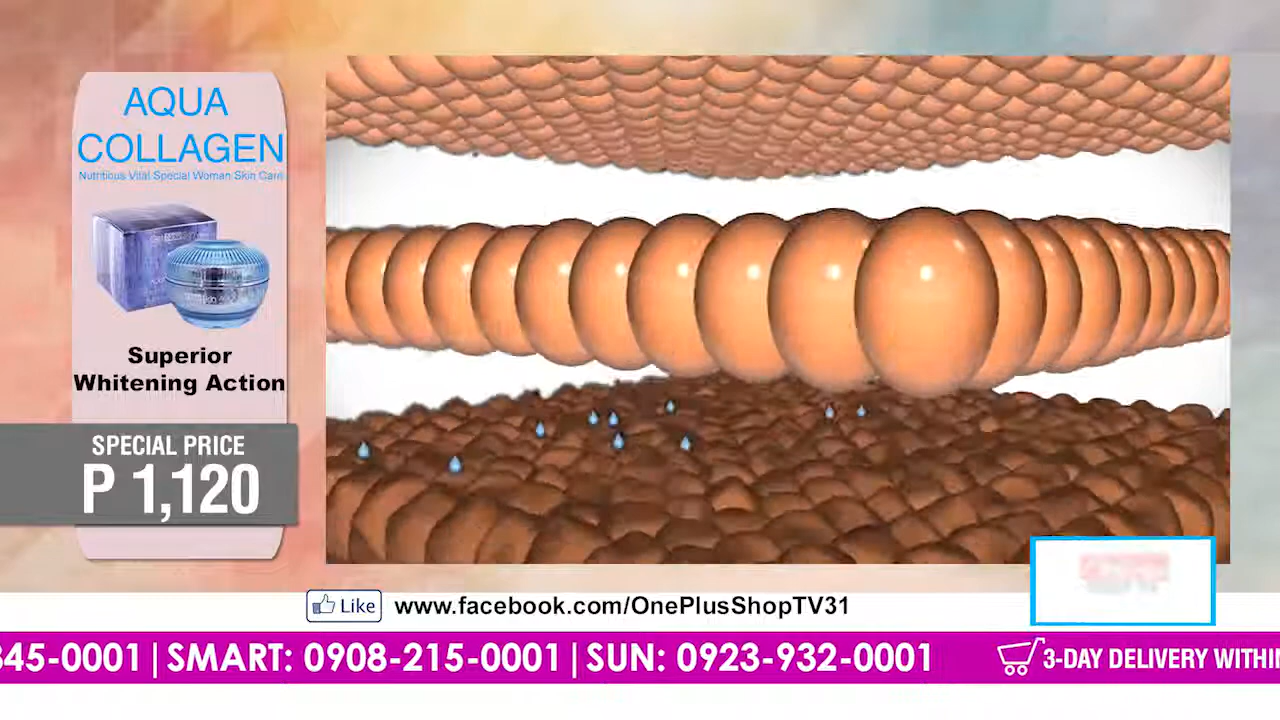 AQUA
COLLAGEN
Nutritious Vital Special Woman Skin Care
Superior
Whitening Action
SPECIAL PRICE
P 1,120
Like
www.facebook.com/OnePlusShopTV31
345-0001 | SMART: 0908-215-0001 | SUN: 0923-932-0001
3-DAY DELIVERY WITHIN